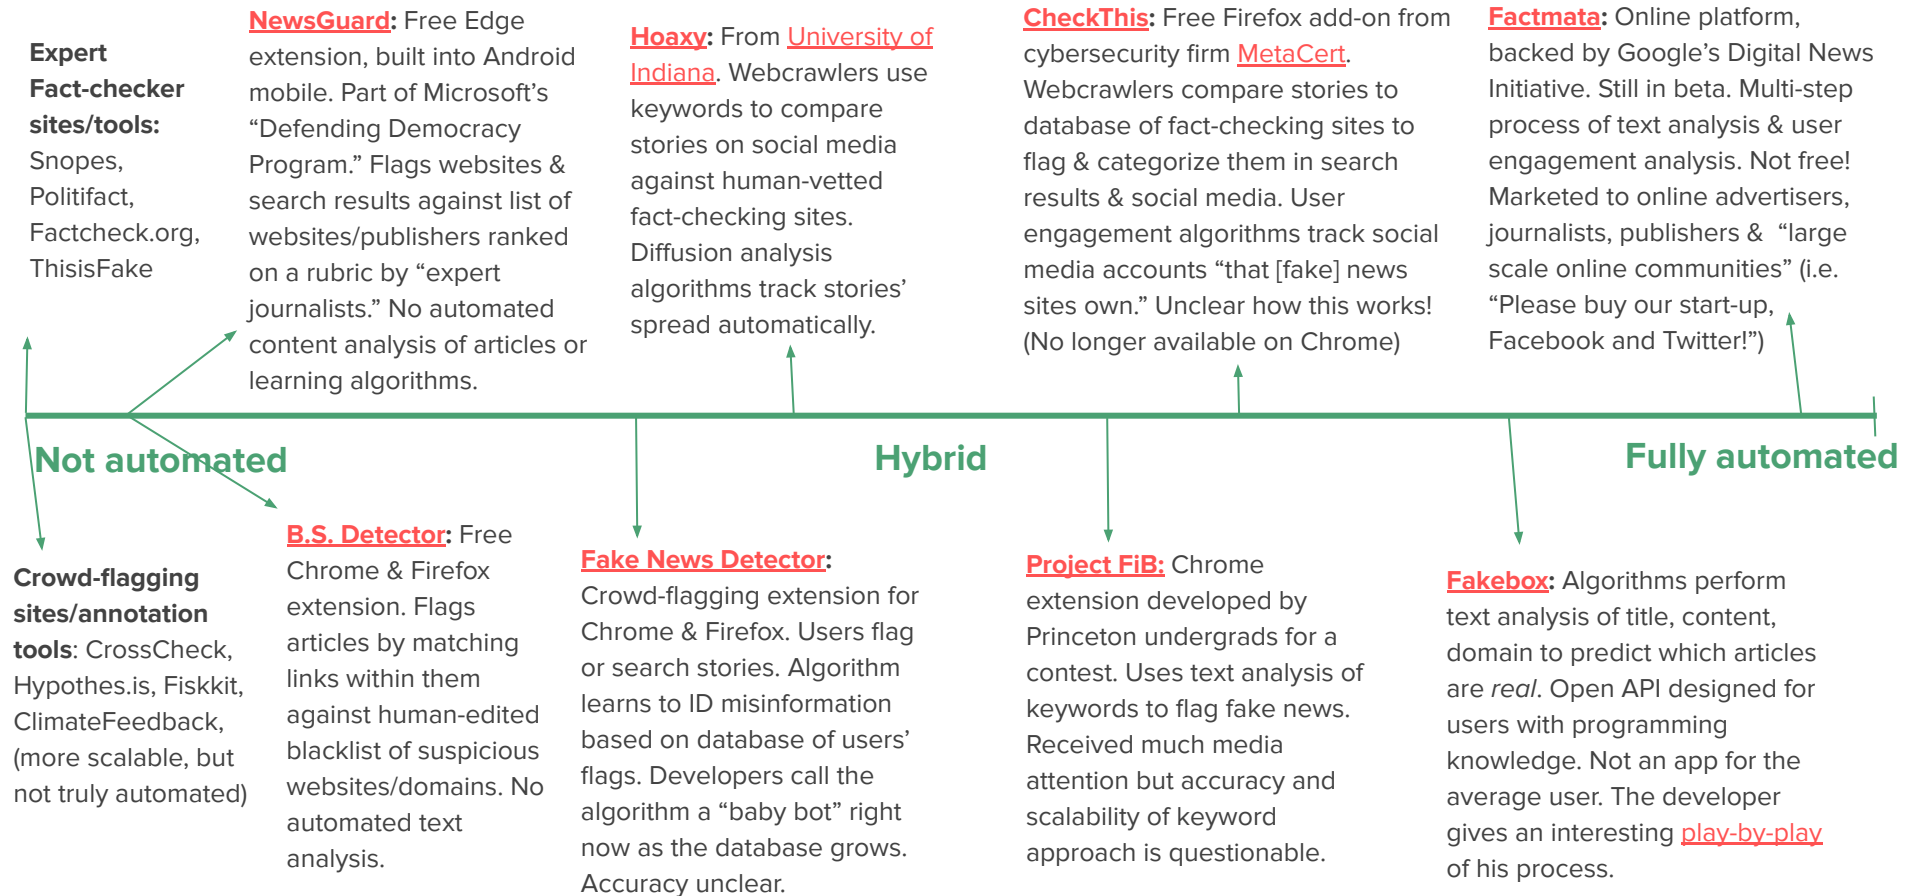 Expert
Fact-checker
sites/tools:
Snopes,
Politifact,
Factcheck.org,
ThisisFake
NewsGuard: Free Edge
extension, built into Android
mobile. Part of Microsoft’s
“Defending Democracy
Program.” Flags websites &
search results against list of
websites/publishers ranked
on a rubric by “expert
journalists.” No automated
content analysis of articles or
learning algorithms.
Hoaxy: From University of
Indiana. Webcrawlers use
keywords to compare
stories on social media
against human-vetted
fact-checking sites.
Diffusion analysis
algorithms track stories’
spread automatically.
CheckThis: Free Firefox add-on from
cybersecurity firm MetaCert.
Webcrawlers compare stories to
database of fact-checking sites to
flag & categorize them in search
results & social media. User
engagement algorithms track social
media accounts “that [fake] news
sites own.” Unclear how this works!
(No longer available on Chrome)
Factmata: Online platform,
backed by Google’s Digital News
Initiative. Still in beta. Multi-step
process of text analysis & user
engagement analysis. Not free!
Marketed to online advertisers,
journalists, publishers & “large
scale online communities” (i.e.
“Please buy our start-up,
Facebook and Twitter!”)
Not automated
Hybrid
Fully automated
Crowd-flagging
sites/annotation
tools: CrossCheck,
Hypothes.is, Fiskkit,
ClimateFeedback,
(more scalable, but
not truly automated)
B.S. Detector: Free
Chrome & Firefox
extension. Flags
articles by matching
links within them
against human-edited
blacklist of suspicious
websites/domains. No
automated text
analysis.
Fake News Detector:
Crowd-flagging extension for
Chrome & Firefox. Users flag
or search stories. Algorithm
learns to ID misinformation
based on database of users’
flags. Developers call the
algorithm a “baby bot” right
now as the database grows.
Accuracy unclear.
Project FiB: Chrome
extension developed by
Princeton undergrads for a
contest. Uses text analysis of
keywords to flag fake news.
Received much media
attention but accuracy and
scalability of keyword
approach is questionable.
Fakebox: Algorithms perform
text analysis of title, content,
domain to predict which articles
are real. Open API designed for
users with programming
knowledge. Not an app for the
average user. The developer
gives an interesting play-by-play
of his process.